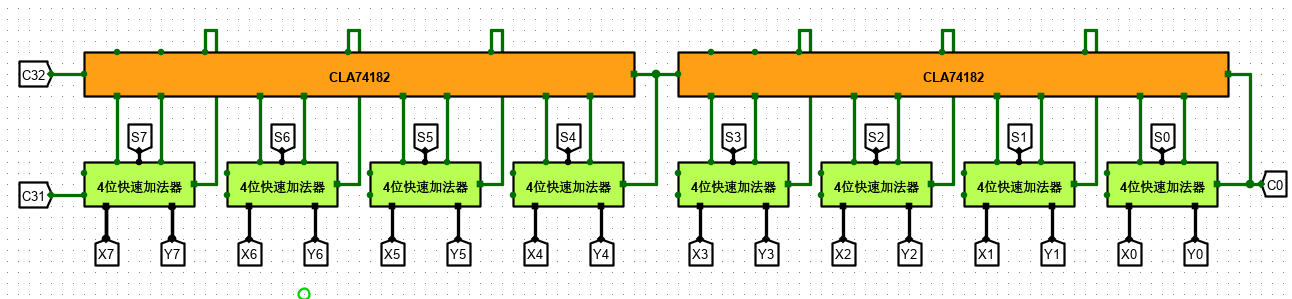 C32
CLA74182
CLA74182
S7
S6
S5
S4
S3
S2
S1
S0
C31
4位快速加法器
4位快速加法器
4位快速加法器
4位快速加法器
4位快速加法器
4位快速加法器
4位快速加法器
4位快速加法器
C0
X7
Y7
X6
Y6
X5
Y5
X4
Y4
X3
Y3
X2
Y2
X1
Y1
X0
Y0